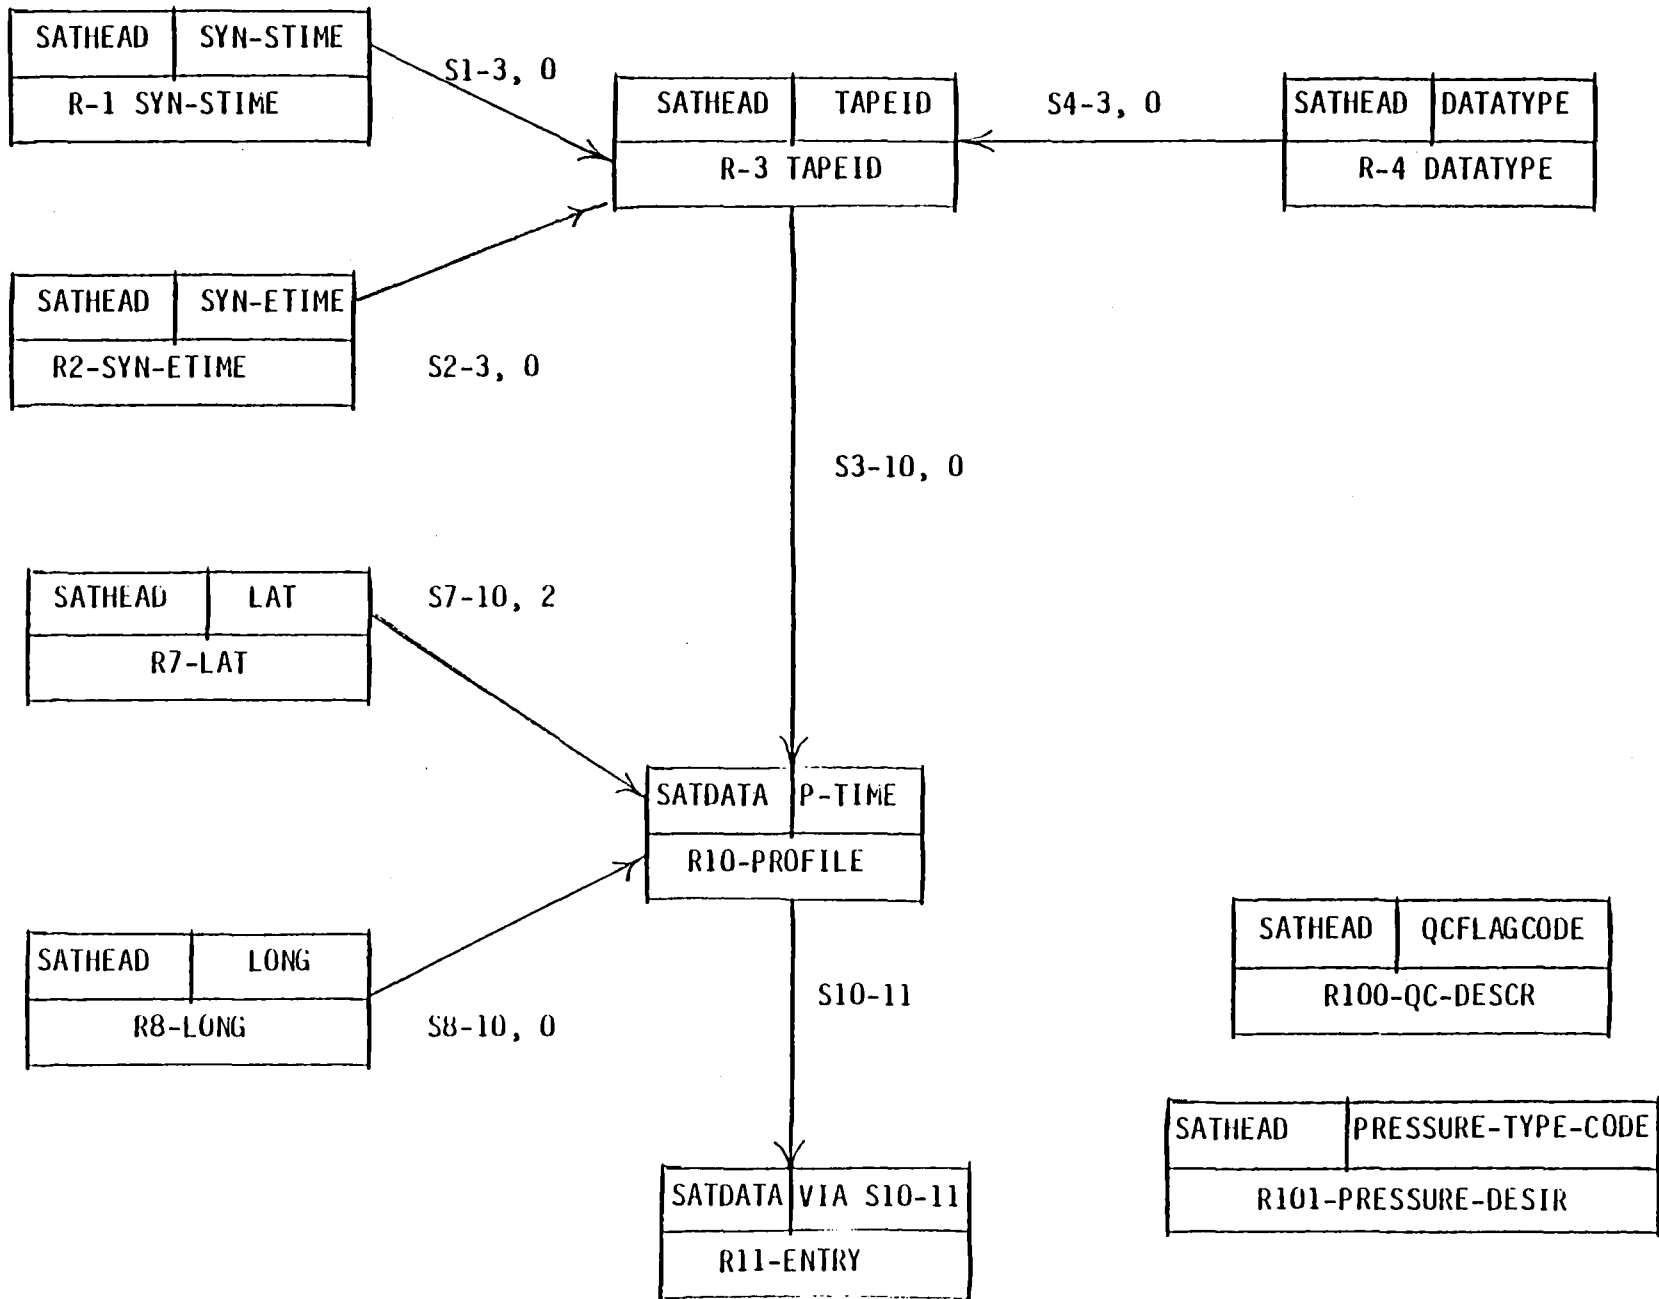 SATHEAD SYN-STIME
R-1 SYN-STIME
S1-3, 0
SATHEAD TAPEID
R-3 TAPEID
S4-3, 0
SATHEAD DATATYPE
R-4 DATATYPE
SATHEAD SYN-ETIME
R2-SYN-ETIME
S2-3, 0
S3-10, 0
SATHEAD LAT
R7-LAT
S7-10, 2
SATDATA P-TIME
R10-PROFILE
SATHEAD LONG
R8-LONG
S8-10, 0
S10-11
SATHEAD QCFLAGCODE
R100-QC-DESCR
SATHEAD PRESSURE-TYPE-CODE
R101-PRESSURE-DESIR
SATDATA VIA S10-11
R11-ENTRY